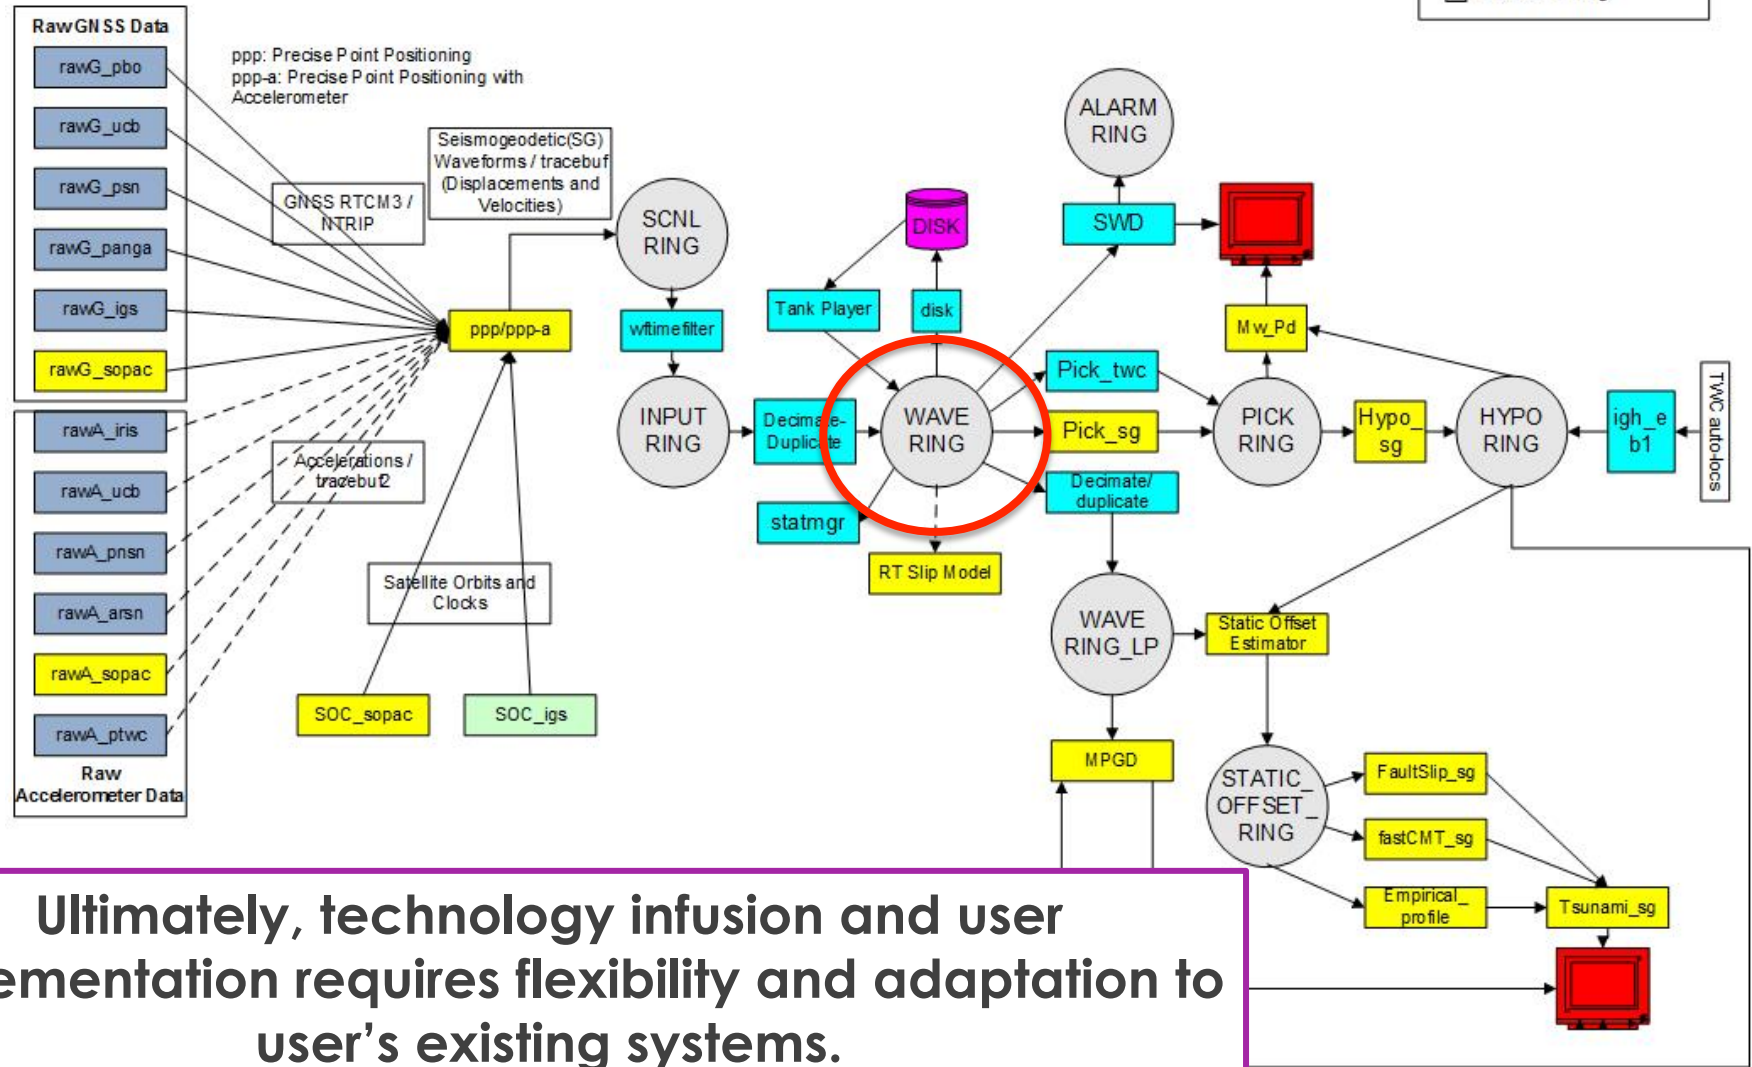 Raw GNSS Data
rawG_pbo
rawG_ucb
rawG_psn
rawG_panga
rawG_igs
rawG_sopac
rawA_iris
rawA_ucb
rawA_pnsn
rawA_arsn
rawA_sopac
rawA_ptwc
Raw
Accelerometer Data
ppp: Precise Point Positioning
ppp-a: Precise Point Positioning with
Accelerometer
GNSS RTCM3 /
NTRIP
Seismogeodetic(SG)
Waveforms / tracebuf
(Displacements and
Velocities)
Accelerations /
tracebuf2
Satellite Orbits and
Clocks
ppp/ppp-a
SOC_sopac
SOC_igs
SCNL
RING
wftimefilter
INPUT
RING
Decimate-
Duplicate
Tank Player
DISK
disk
WAVE
RING
statmgr
RT Slip Model
ALARM
RING
SWD
Pick_twc
Pick_sg
Decimate/
duplicate
WAVE
RING_LP
MPGD
Mw_Pd
PICK
RING
Hypo_
sg
HYPO
RING
igh_e
b1
TWC auto-locs
Static Offset
Estimator
STATIC_
OFFSET_
RING
FaultSlip_sg
fastCMT_sg
Empirical_
profile
Tsunami_sg
Ultimately, technology infusion and user
ementation requires flexibility and adaptation to
user's existing systems.